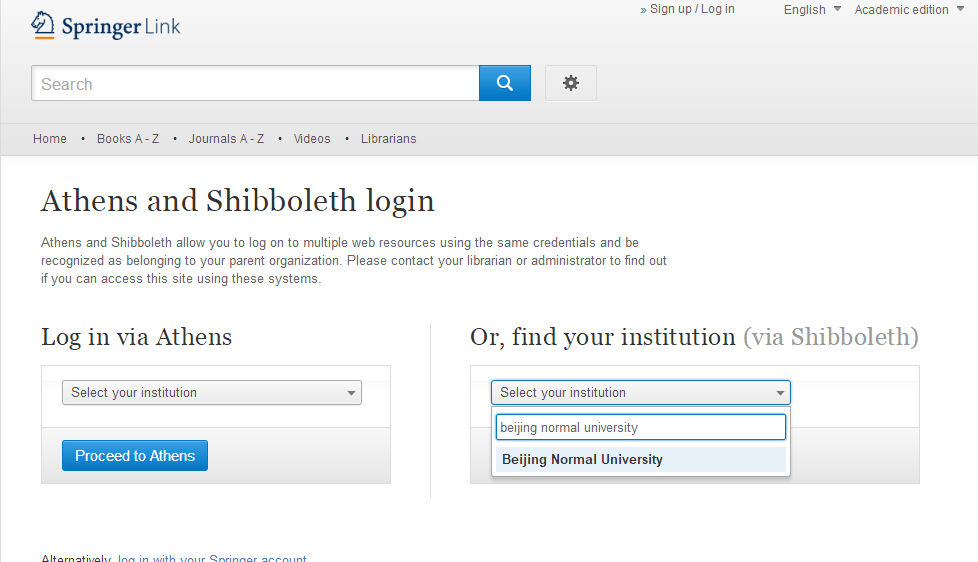 » Sign up / Log in English Academic edition
Springer Link
Search
Home • Books A - Z • Journals A - Z • Videos • Librarians
Athens and Shibboleth login
Athens and Shibboleth allow you to log on to multiple web resources using the same credentials and be
recognized as belonging to your parent organization. Please contact your librarian or administrator to find out
if you can access this site using these systems.
Log in via Athens
Select your institution
Proceed to Athens
Or, find your institution (via Shibboleth)
Select your institution
beijing normal university
Beijing Normal University
Alternatively, log in with your Springer account